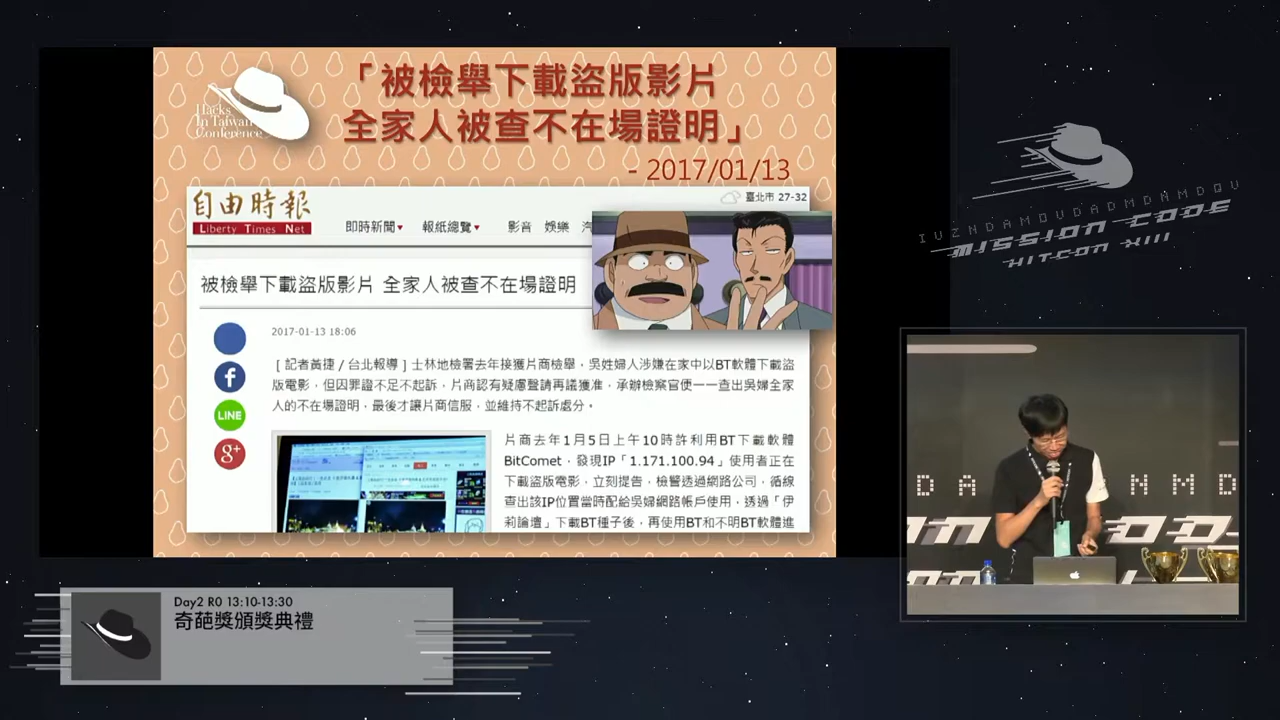 「被檢舉下載盜版影片
全家人被查不在場證明」
- 2017/01/13
Hacks
In Taiwan
Conference
自由時報
Liberty Times Net
即時新聞 報紙總覽 影音 娛樂
臺北市 27-32
被檢舉下載盜版影片 全家人被查不在場證明
2017-01-13 18:06
〔記者黃捷/台北報導〕士林地檢署去年接獲片商檢舉,吳姓婦人涉嫌在家中以BT軟體下載盜
版電影,但因罪證不足不起訴,片商認有疑慮聲請再議獲准,承辦檢察官便一一查出吳婦全家
人的不在場證明,最後才讓片商信服,並維持不起訴處分。
f
LINE
g+
片商去年1月5日上午10時許利用BT下載軟體
BitComet,發現IP「1.171.100.94」使用者正在
下載盜版電影,立刻提告,檢警透過網路公司,循線
查出該IP位置當時配給吳婦網路帳戶使用,透過「伊
莉論壇」下載BT種子後,再使用BT和不明BT軟體進
IVZNDAMQVDADMDNAMDQV
MISSION CODE
HITCON XIII
DA NMD
Day2 R0 13:10-13:30
奇葩獎頒獎典禮